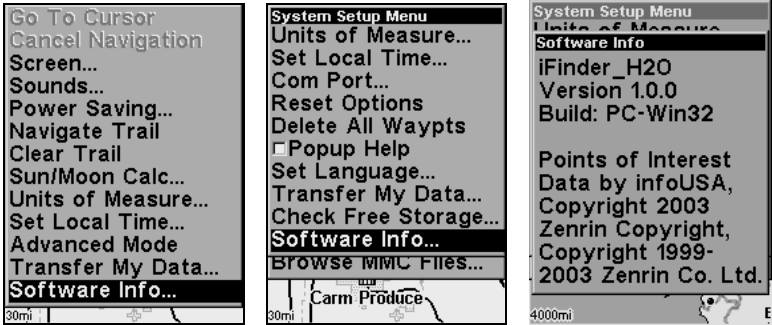 Go To Cursor
Cancel Navigation
Screen...
Sounds...
Power Saving...
Navigate Trail
Clear Trail
Sun/Moon Calc...
Units of Measure...
Set Local Time...
Advanced Mode
Transfer My Data...
Software Info...
30mi
System Setup Menu
Units of Measure...
Set Local Time...
Com Port...
Reset Options
Delete All Waypts
Popup Help
Set Language...
Transfer My Data...
Check Free Storage...
Software Info...
Browse MMC Files...
Carm Produce
30mi
System Setup Menu
Units of Measure
Software Info
iFinder_H2O
Version 1.0.0
Build: PC-Win32
Points of Interest
Data by infoUSA,
Copyright 2003
Zenrin Copyright,
Copyright 1999-
2003 Zenrin Co. Ltd.
4000mi
E